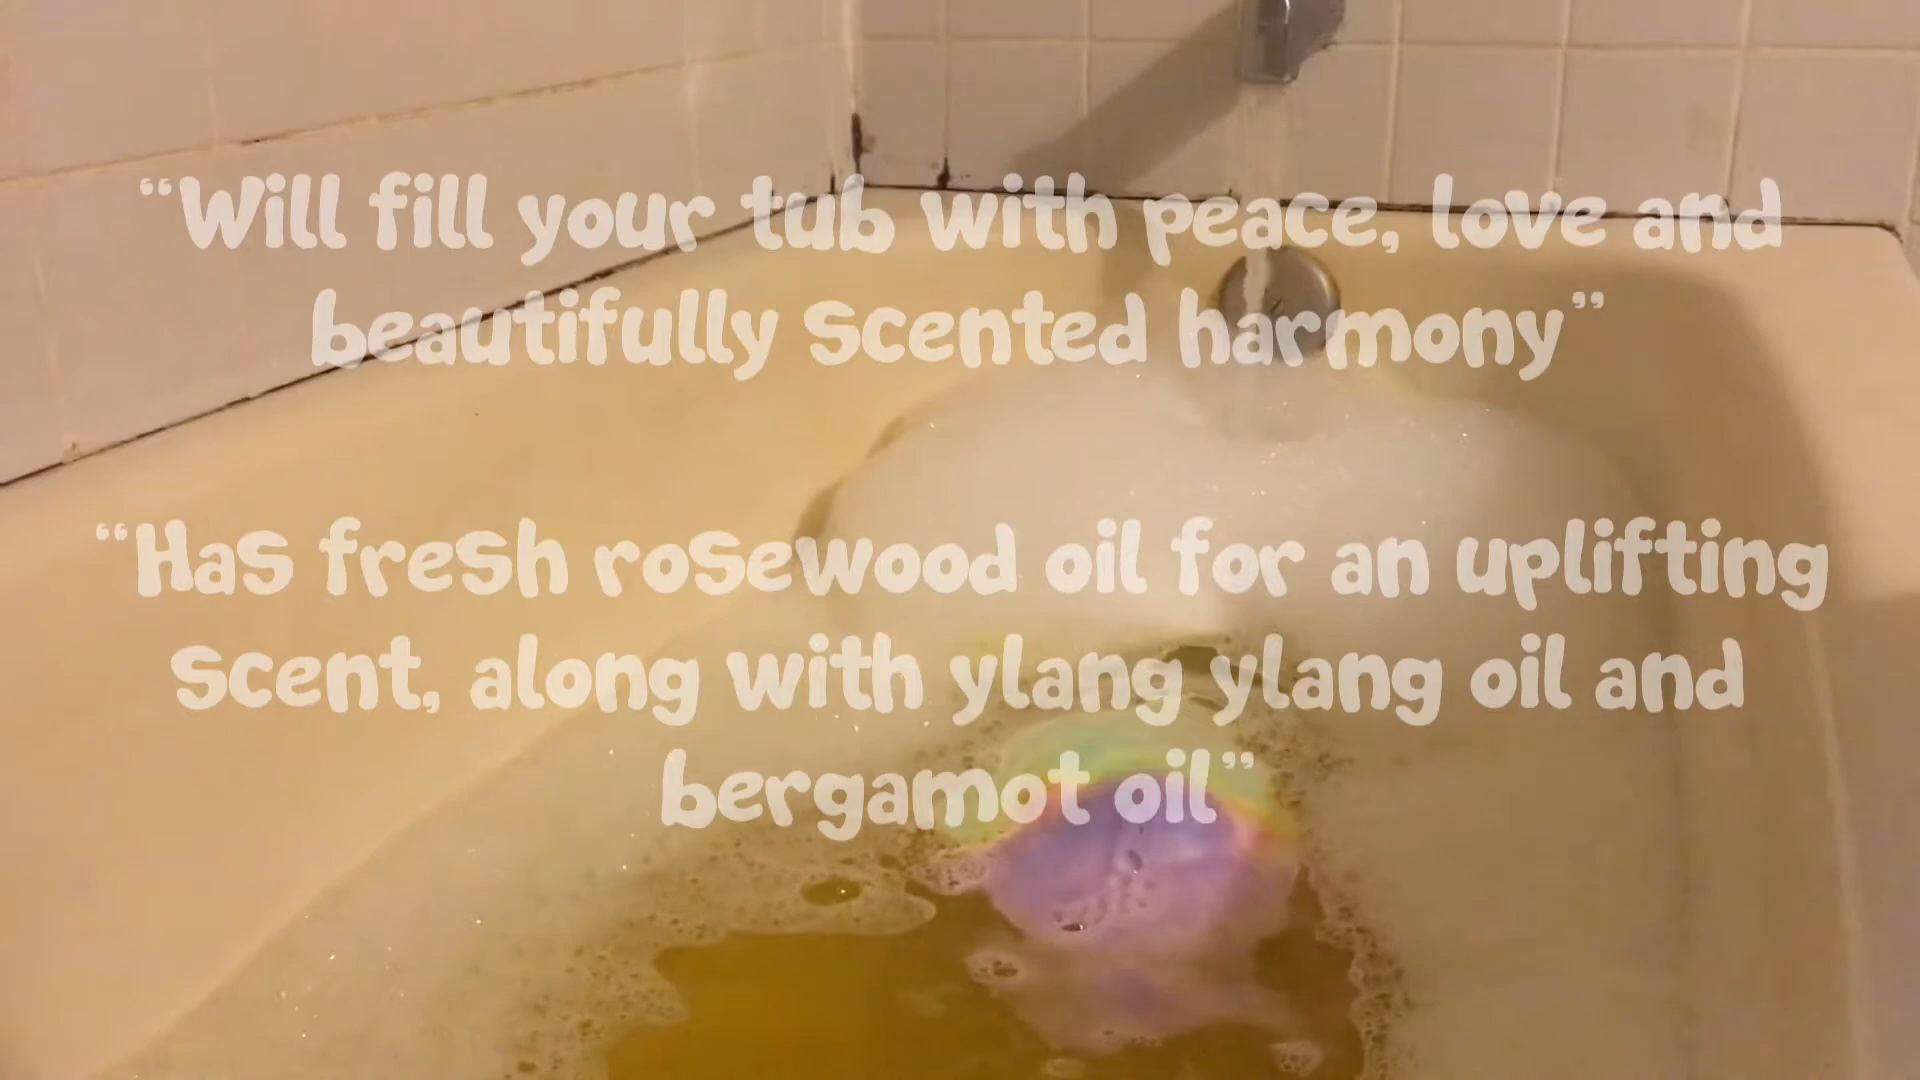 “Will fill your tub with peace, love and
beautifully scented harmony”
“Has fresh rosewood oil for an uplifting
scent, along with ylang ylang oil and
bergamot oil”